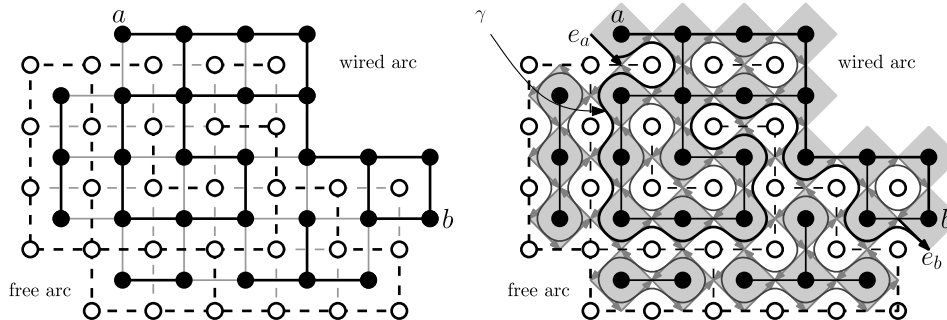 a
wired arc
b
free arc
γ
a
e_a
wired arc
b
e_b
free arc